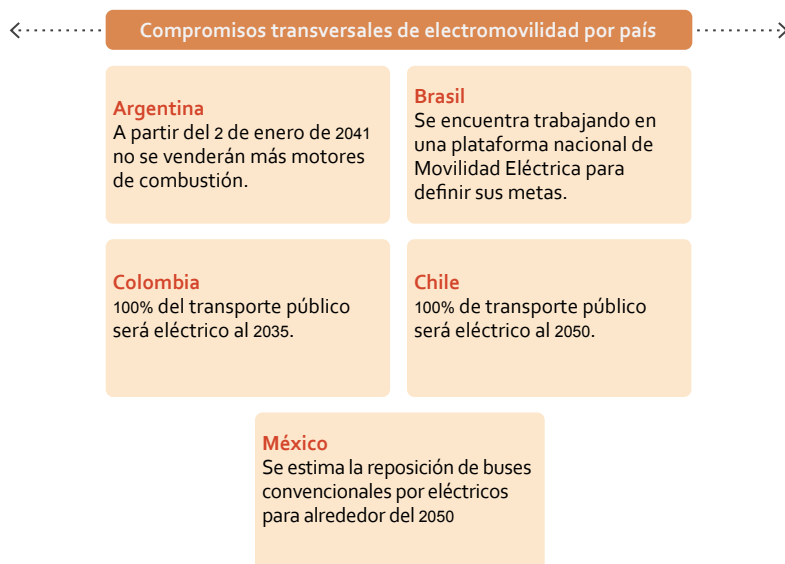 Compromisos transversales de electromovilidad por país
Argentina
A partir del 2 de enero de 2041
no se venderán más motores
de combustión.
Brasil
Se encuentra trabajando en
una plataforma nacional de
Movilidad Eléctrica para
definir sus metas.
Colombia
100% del transporte público
será eléctrico al 2035.
Chile
100% de transporte público
será eléctrico al 2050.
México
Se estima la reposición de buses
convencionales por eléctricos
para alrededor del 2050